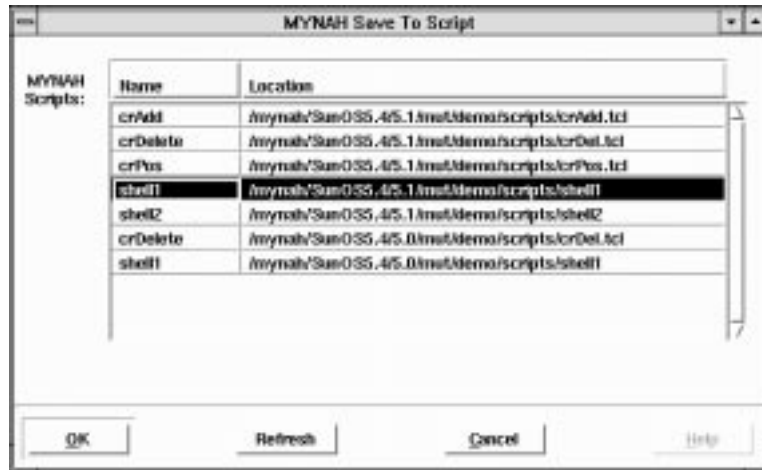 MYNAH Save To Script
MYNAH Scripts:
Name Location
crAdd /mynah/SunOS5.4/5.1/mut/demo/scripts/crAdd.tcl
crDelete /mynah/SunOS5.4/5.1/mut/demo/scripts/crDel.tcl
crPos /mynah/SunOS5.4/5.1/mut/demo/scripts/crPos.tcl
shell1 /mynah/SunOS5.4/5.1/mut/demo/scripts/shell1
shell2 /mynah/SunOS5.4/5.1/mut/demo/scripts/shell2
crDelete /mynah/SunOS5.4/5.0/mut/demo/scripts/crDel.tcl
shell1 /mynah/SunOS5.4/5.0/mut/demo/scripts/shell1
OK Refresh Cancel Help